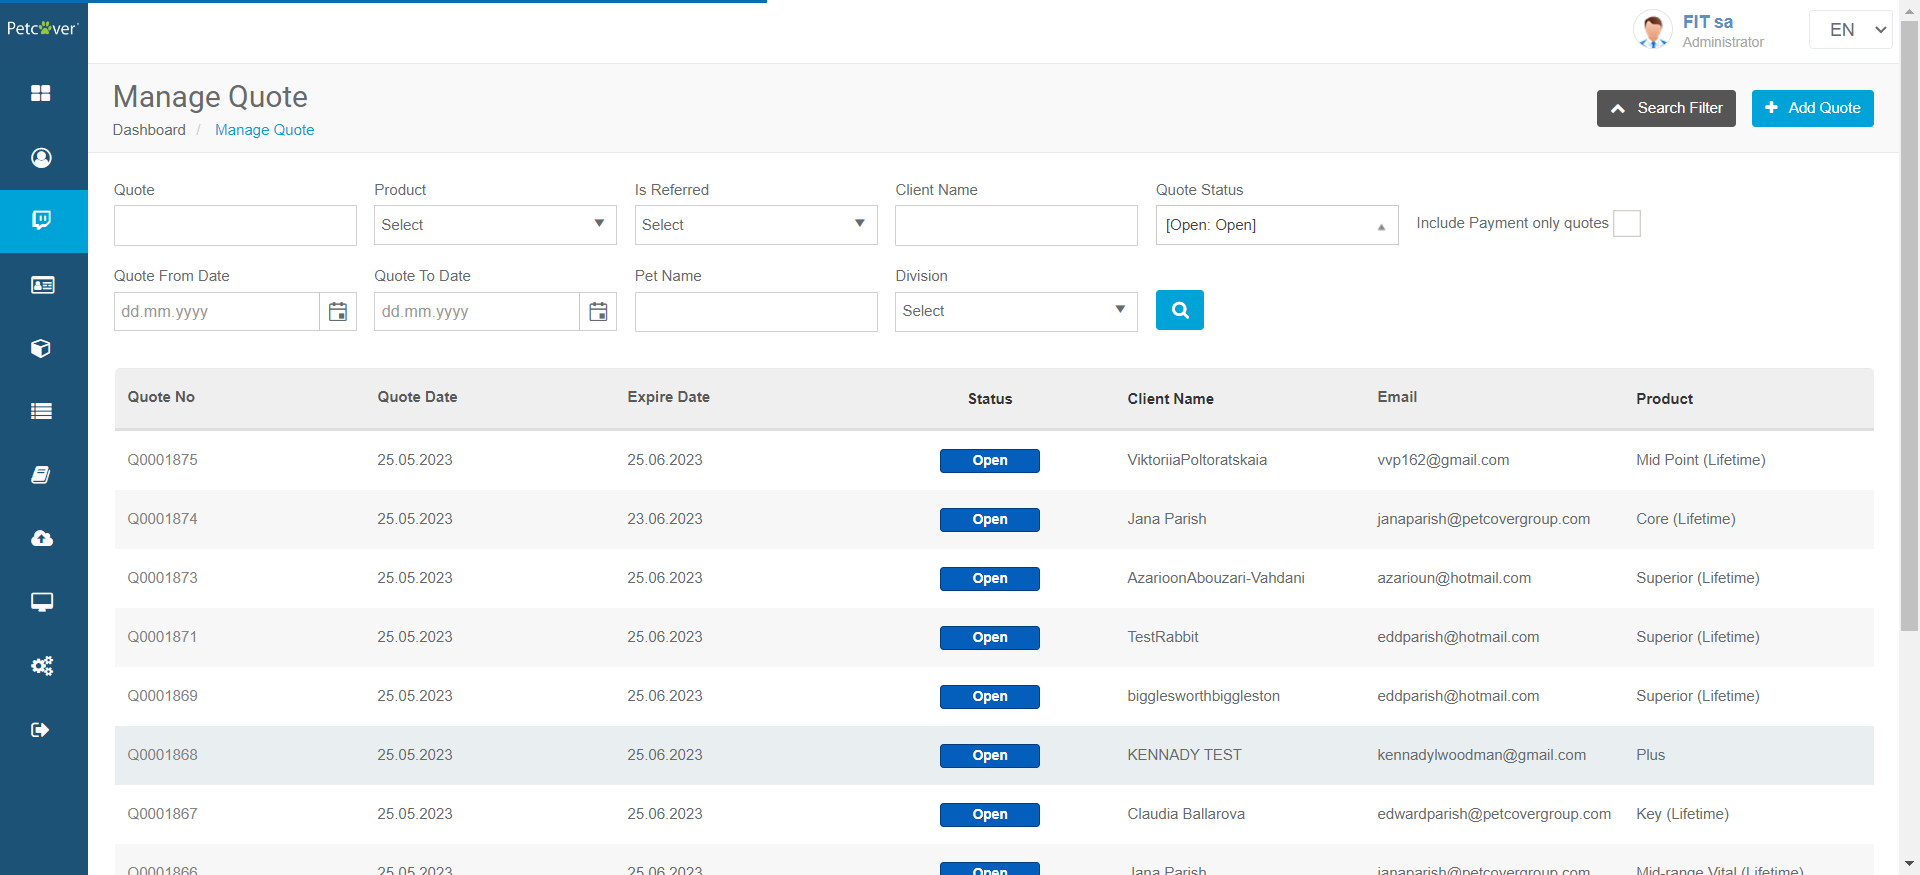 Petcover
FIT sa
Administrator
EN
Manage Quote
Dashboard / Manage Quote
Search Filter
Add Quote
Quote
Product
Is Referred
Client Name
Quote Status
Select
Select
[Open: Open]
Include Payment only quotes
Quote From Date
Quote To Date
Pet Name
Division
dd.mm.yyyy
dd.mm.yyyy
Select
Quote No Quote Date Expire Date Status Client Name Email Product
Q0001875 25.05.2023 25.06.2023 Open ViktoriiaPoltoratskaia vvp162@gmail.com Mid Point (Lifetime)
Q0001874 25.05.2023 23.06.2023 Open Jana Parish janaparish@petcovergroup.com Core (Lifetime)
Q0001873 25.05.2023 25.06.2023 Open AzarioonAbouzari-Vahdani azarioun@hotmail.com Superior (Lifetime)
Q0001871 25.05.2023 25.06.2023 Open TestRabbit eddparish@hotmail.com Superior (Lifetime)
Q0001869 25.05.2023 25.06.2023 Open bigglesworthbiggleston eddparish@hotmail.com Superior (Lifetime)
Q0001868 25.05.2023 25.06.2023 Open KENNADY TEST kennadylwoodman@gmail.com Plus
Q0001867 25.05.2023 25.06.2023 Open Claudia Ballarova edwardparish@petcovergroup.com Key (Lifetime)
Q0001866 25.05.2023 25.06.2023 Open Jana Parish janaparish@petcovergroup.com Mid-range Vital (Lifetime)